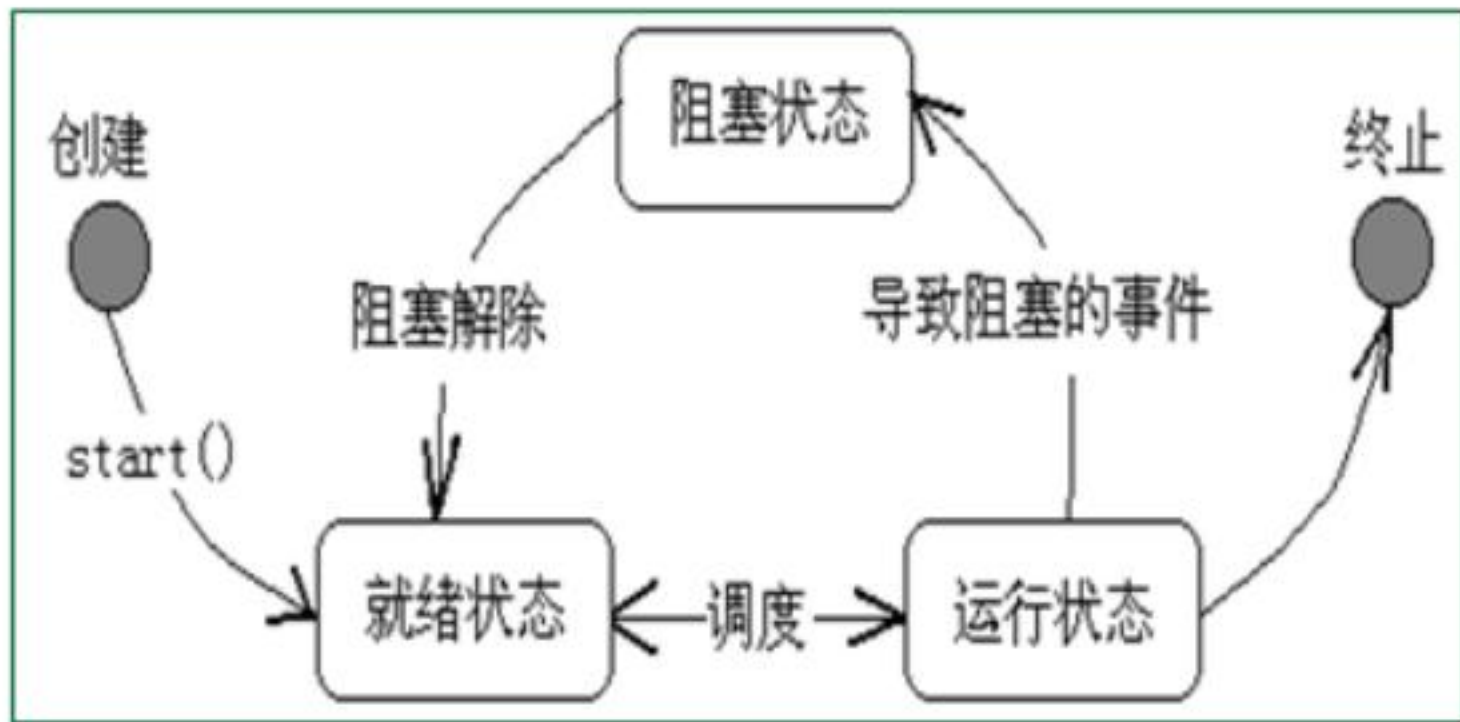 阻塞状态
创建
终止
阻塞解除
导致阻塞的事件
start()
就绪状态
调度
运行状态